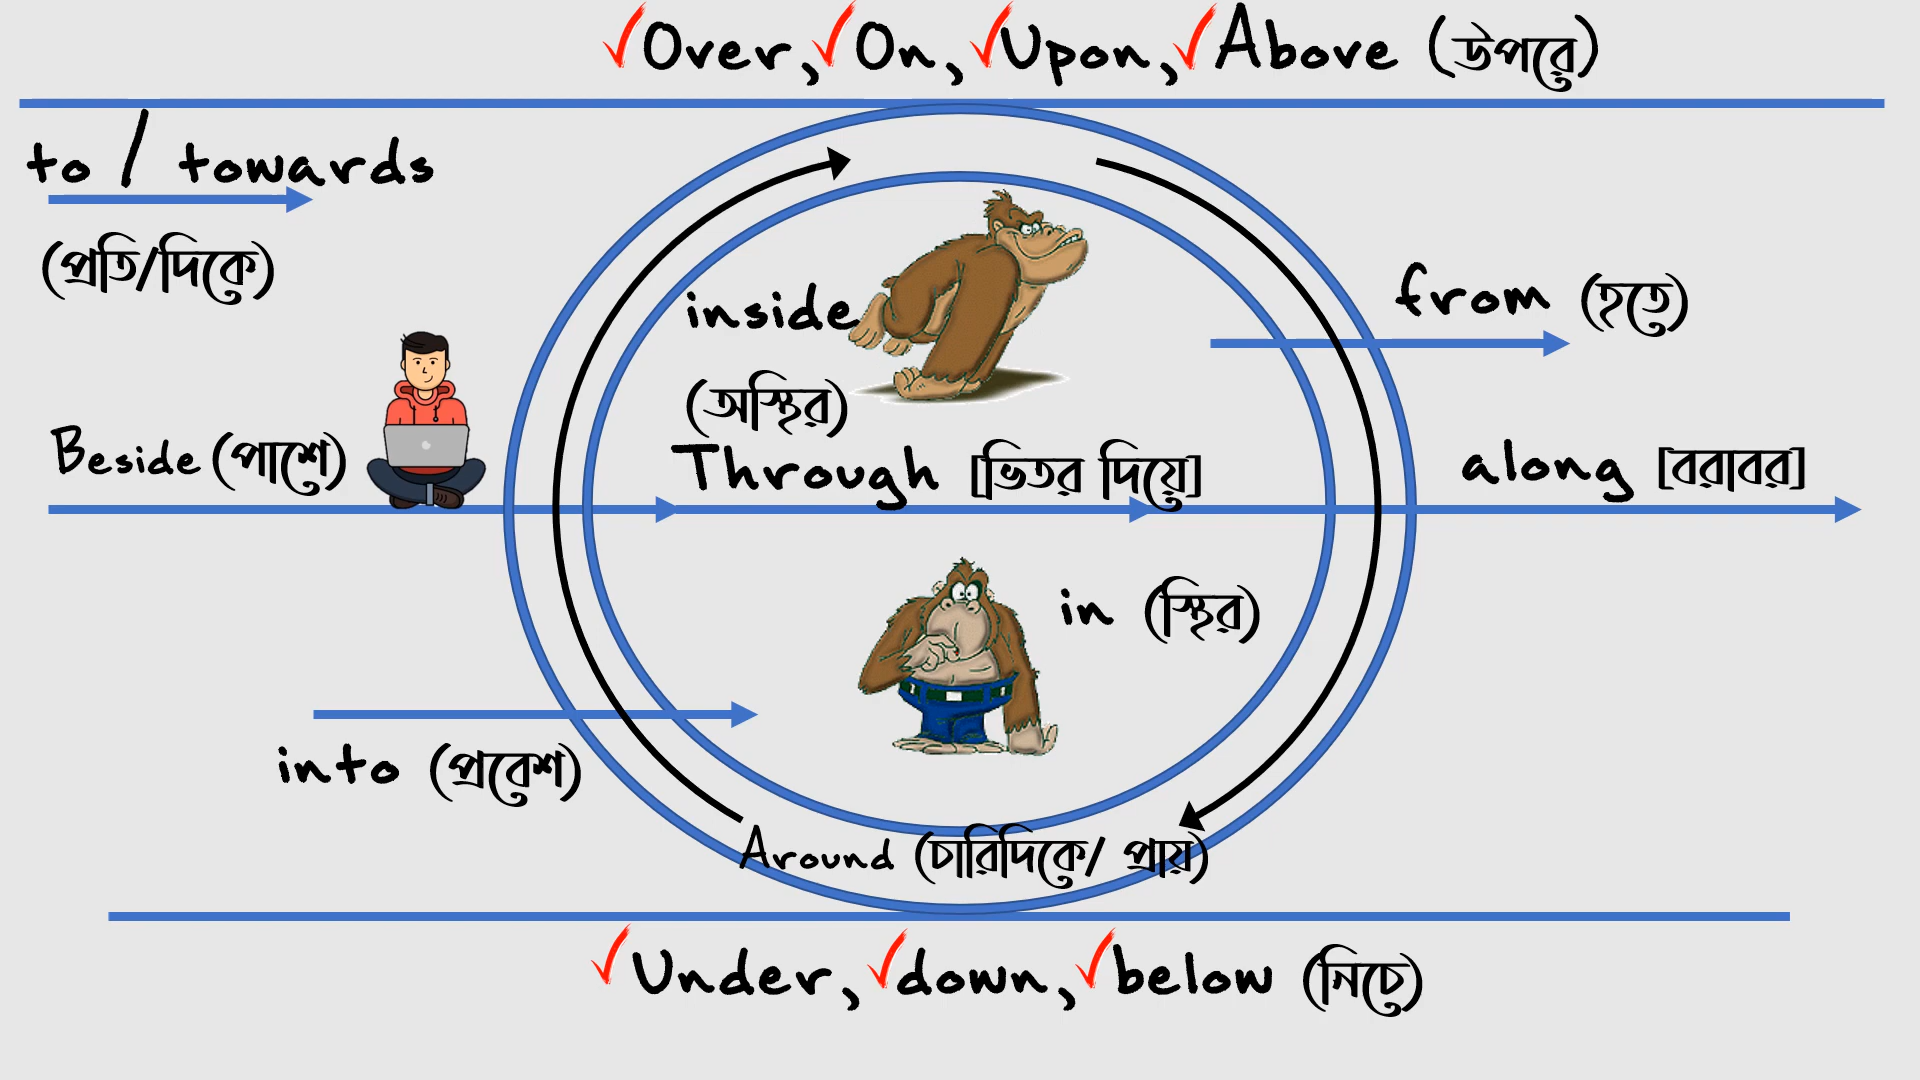 Over, On, Upon, Above (উপরে)
to / towards
(প্রতি/দিকে)
inside
(অস্থির)
from (হতে)
Beside (পাশে)
Through [ভিতর দিয়ে]
along [বরাবর]
in (স্থির)
into (প্রবেশ)
Around (চারিদিকে/ প্রায়)
Under, down, below (নিচে)